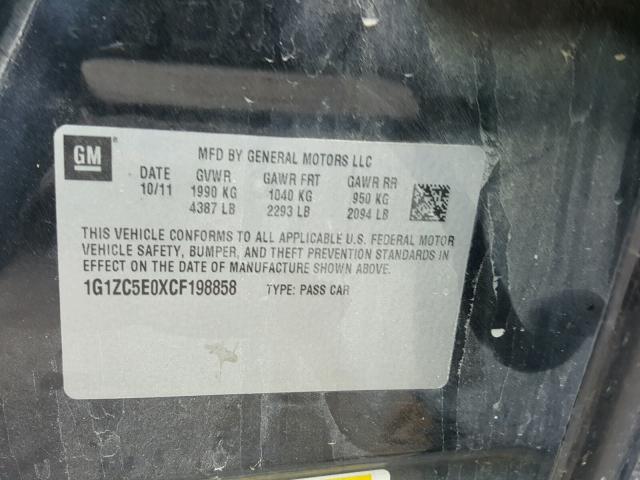 GM
MFD BY GENERAL MOTORS LLC
DATE GVWR GAWR FRT GAWR RR
10/11 1990 KG 1040 KG 950 KG
4387 LB 2293 LB 2094 LB
THIS VEHICLE CONFORMS TO ALL APPLICABLE U.S. FEDERAL MOTOR
VEHICLE SAFETY, BUMPER, AND THEFT PREVENTION STANDARDS IN
EFFECT ON THE DATE OF MANUFACTURE SHOWN ABOVE.
1G1ZC5E0XCF198858 TYPE: PASS CAR